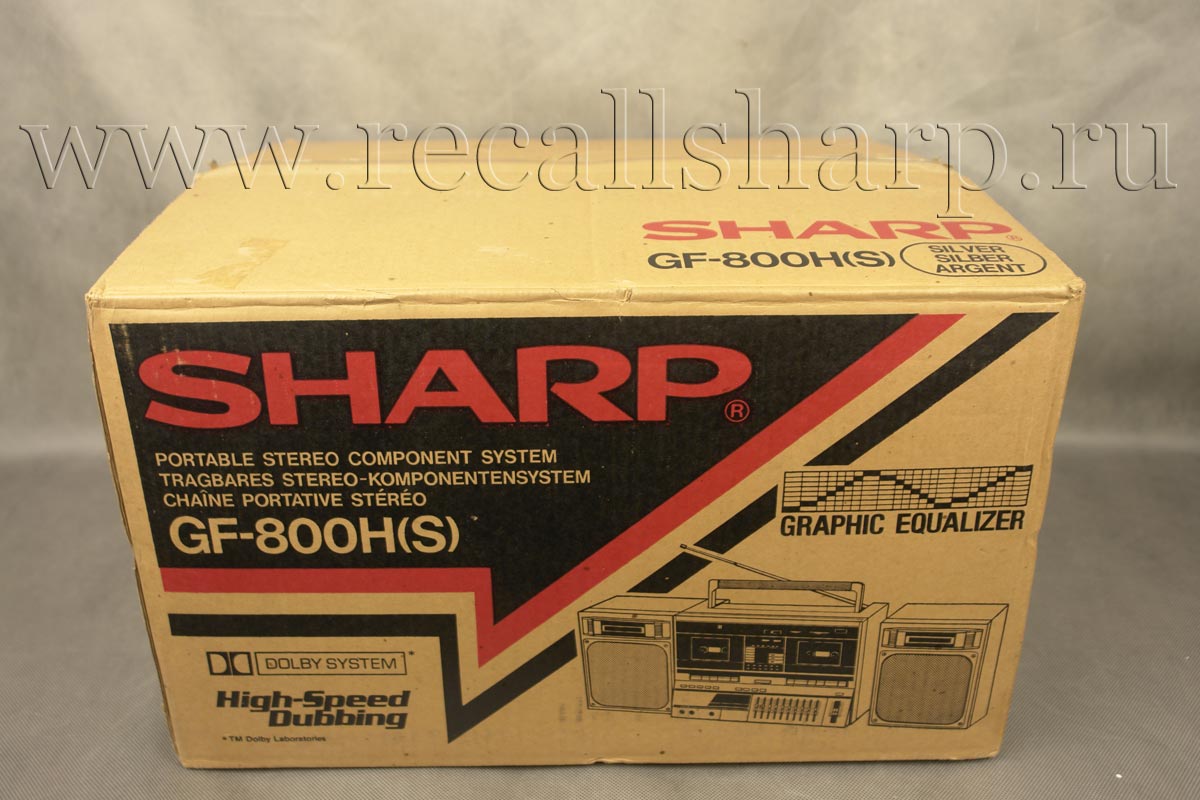 www.recallsharp.ru
SHARP®
GF-800H(S)
SILVER
SILBER
ARGENT
SHARP®
PORTABLE STEREO COMPONENT SYSTEM
TRAGBARES STEREO-KOMPONENTENSYSTEM
CHAÎNE PORTATIVE STÉRÉO
GF-800H(S)
GRAPHIC EQUALIZER
DOLBY SYSTEM*
High-Speed
Dubbing
*TM Dolby Laboratories